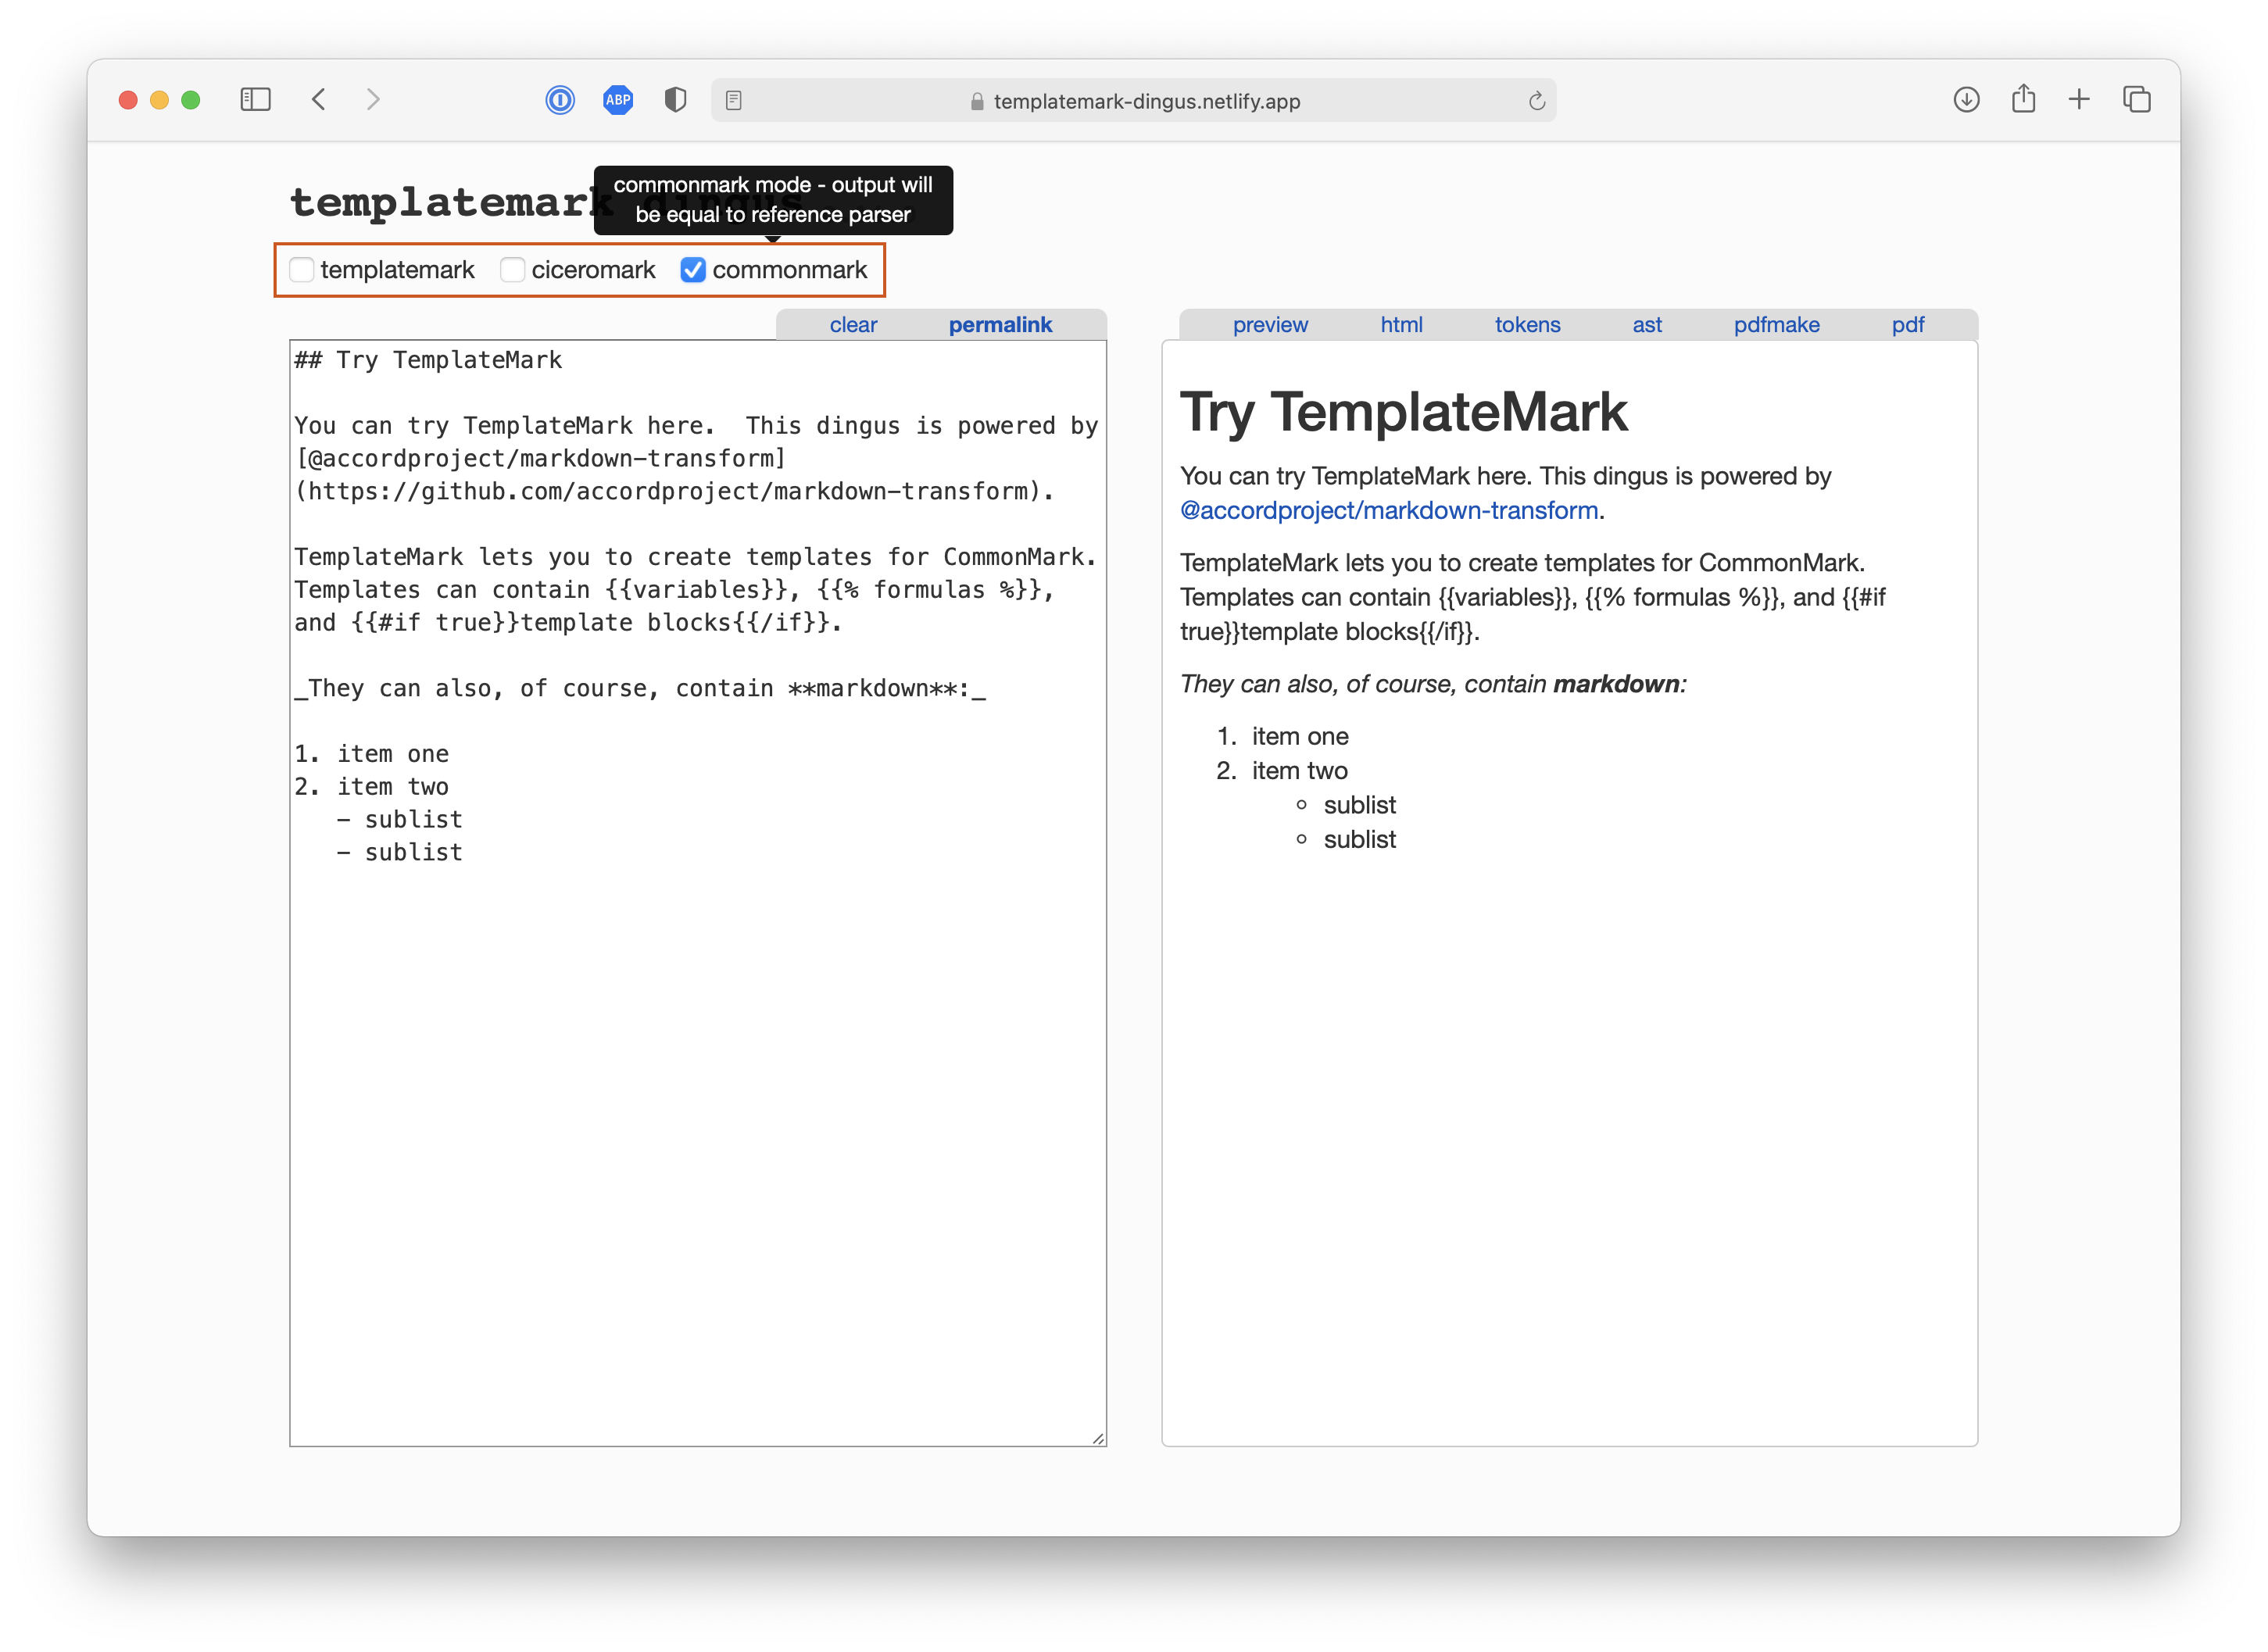 ABP
templatemark-dingus.netlify.app
commonmark mode - output will
be equal to reference parser
templatemark dingus
templatemark ciceromark commonmark
clear permalink
preview html tokens ast pdfmake pdf
## Try TemplateMark
You can try TemplateMark here.  This dingus is powered by
[@accordproject/markdown-transform]
(https://github.com/accordproject/markdown-transform).
TemplateMark lets you to create templates for CommonMark.
Templates can contain {{variables}}, {{% formulas %}},
and {{#if true}}template blocks{{/if}}.
_They can also, of course, contain **markdown**:_
1. item one
2. item two
   - sublist
   - sublist
Try TemplateMark
You can try TemplateMark here. This dingus is powered by
@accordproject/markdown-transform.
TemplateMark lets you to create templates for CommonMark.
Templates can contain {{variables}}, {{% formulas %}}, and {{#if
true}}template blocks{{/if}}.
They can also, of course, contain markdown:
1. item one
2. item two
sublist
sublist